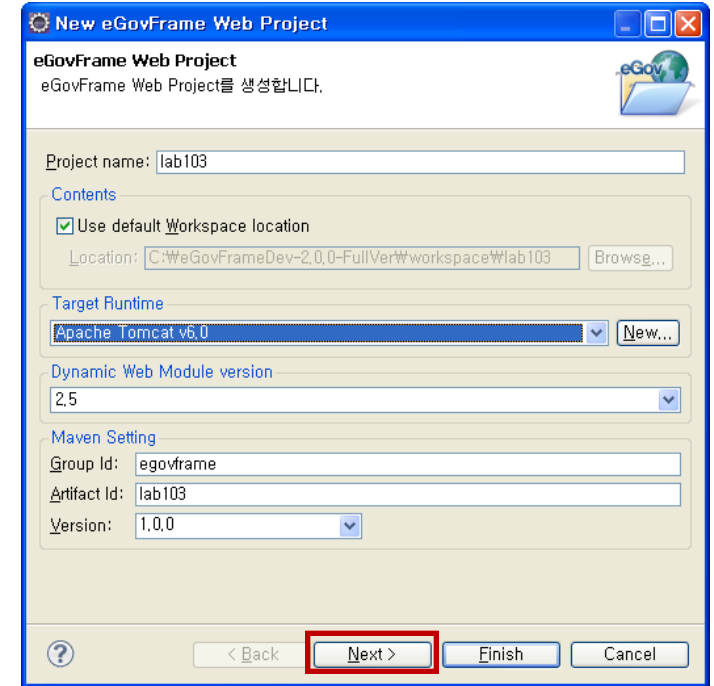 New eGovFrame Web Project
eGovFrame Web Project
eGovFrame Web Project를 생성합니다.
eGov
Project name: lab103
Contents
Use default Workspace location
Location: C:₩eGovFrameDev-2,0,0-FullVer₩workspace₩lab103 Browse...
Target Runtime
Apache Tomcat v6,0 New...
Dynamic Web Module version
2,5
Maven Setting
Group Id: egovframe
Artifact Id: lab103
Version: 1,0,0
? < Back Next > Finish Cancel